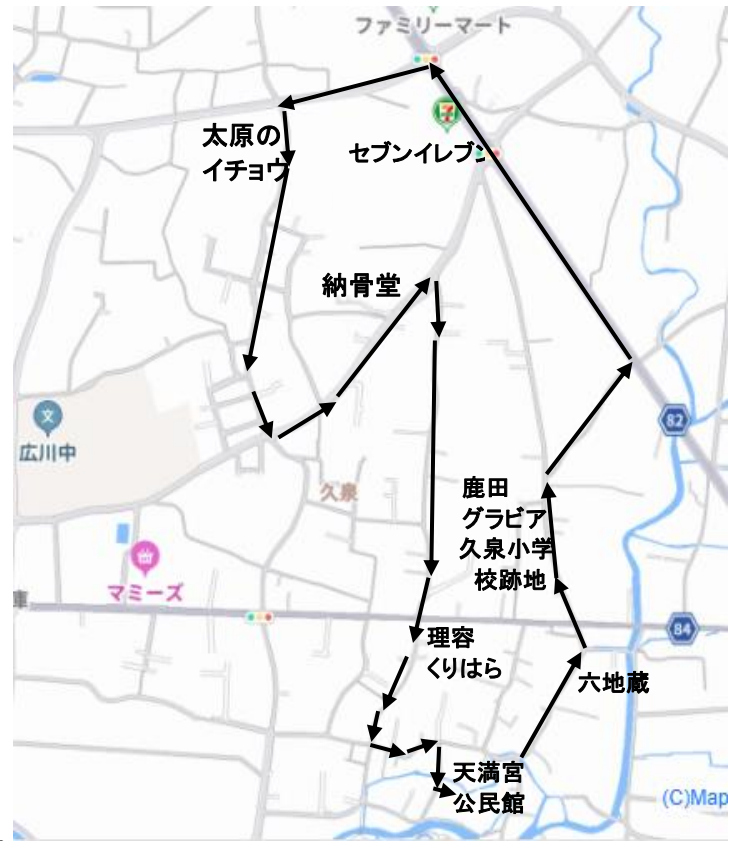 ファミリーマート
太原の
イチョウ
セブンイレブン
納骨堂
文
広川中
久泉
82
鹿田
グラビア
久泉小学
校跡地
マミーズ
庫
84
理容
くりはら
六地蔵
天満宮
公民館
(C)Map